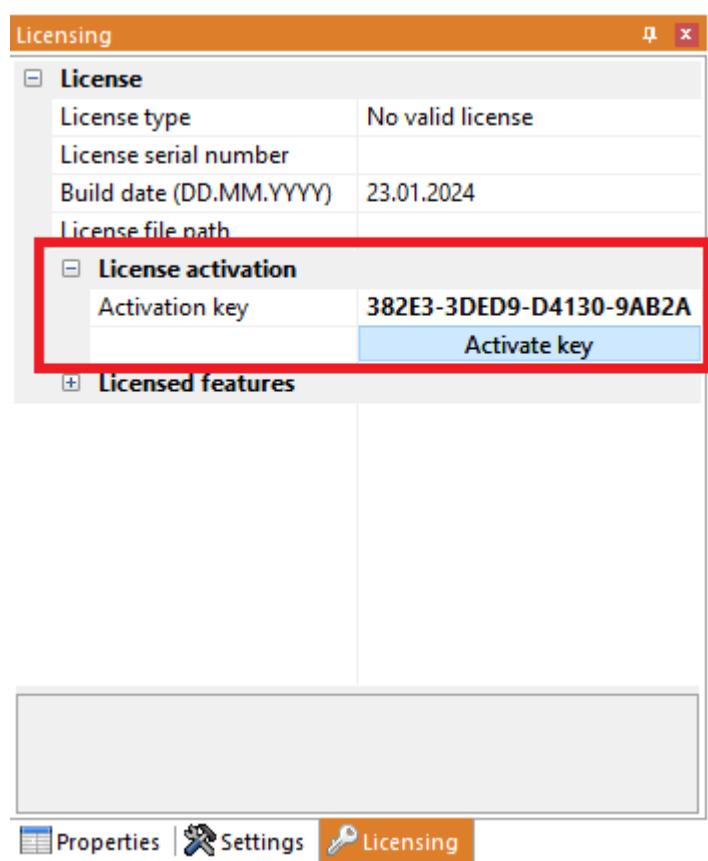 Licensing
License
License type No valid license
License serial number
Build date (DD.MM.YYYY) 23.01.2024
License file path
License activation
Activation key 382E3-3DED9-D4130-9AB2A
Activate key
Licensed features
Properties Settings Licensing